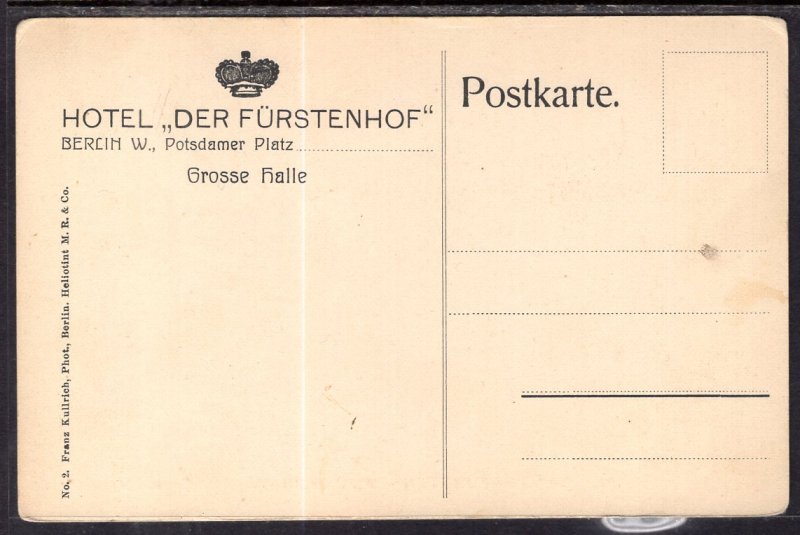 HOTEL „DER FÜRSTENHOF“
BERLIN W., Potsdamer Platz
Grosse Halle
Postkarte.
No. 2. Franz Kullrich, Phot., Berlin. Heliotint M. R. & Co.